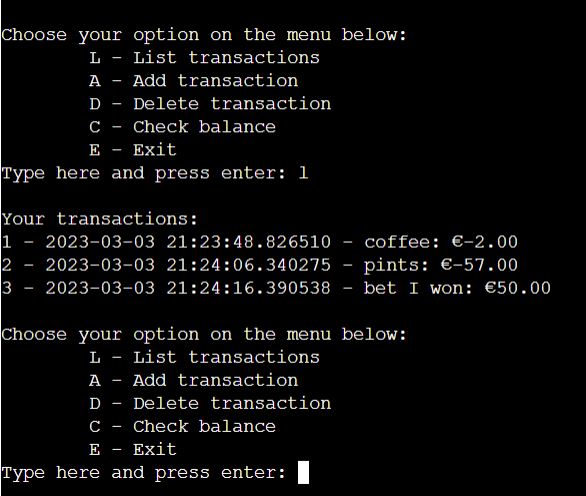 Choose your option on the menu below:
L - List transactions
A - Add transaction
D - Delete transaction
C - Check balance
E - Exit
Type here and press enter: l
Your transactions:
1 - 2023-03-03 21:23:48.826510 - coffee: €-2.00
2 - 2023-03-03 21:24:06.340275 - pints: €-57.00
3 - 2023-03-03 21:24:16.390538 - bet I won: €50.00
Choose your option on the menu below:
L - List transactions
A - Add transaction
D - Delete transaction
C - Check balance
E - Exit
Type here and press enter: